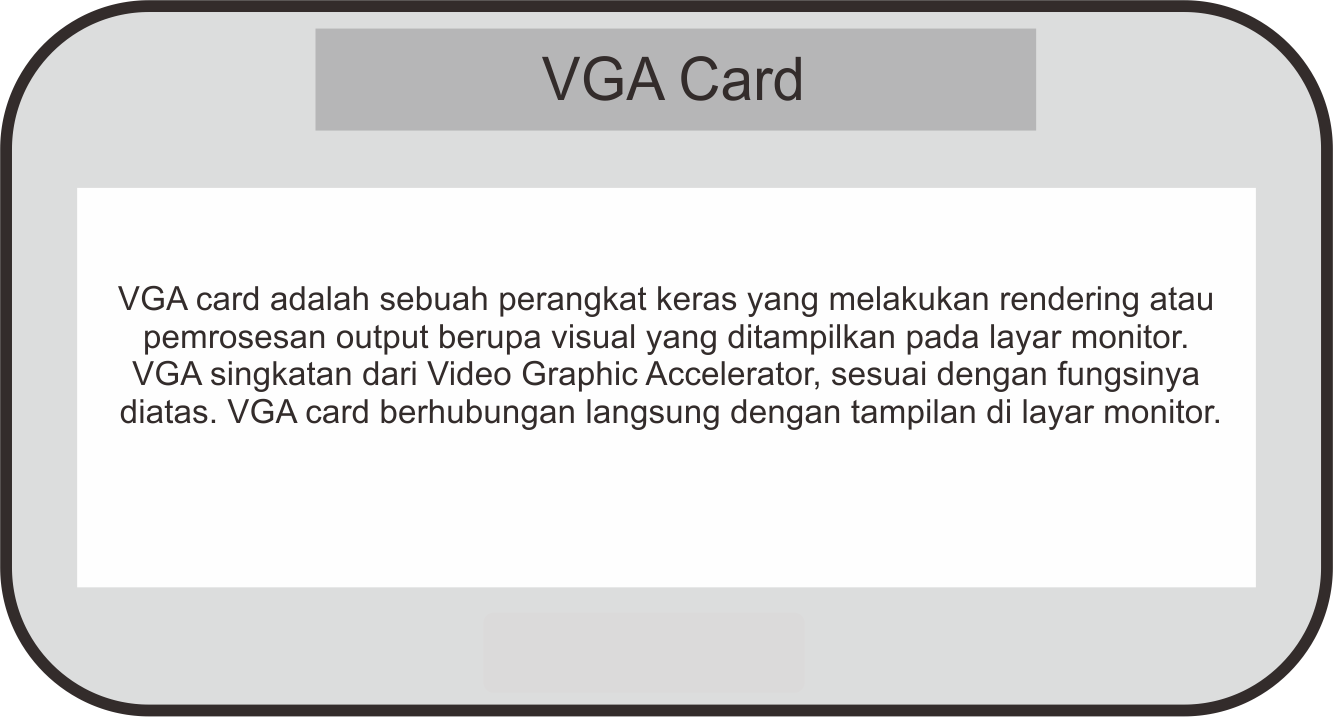 VGA Card
VGA card adalah sebuah perangkat keras yang melakukan rendering atau
pemrosesan output berupa visual yang ditampilkan pada layar monitor.
VGA singkatan dari Video Graphic Accelerator, sesuai dengan fungsinya
diatas. VGA card berhubungan langsung dengan tampilan di layar monitor.